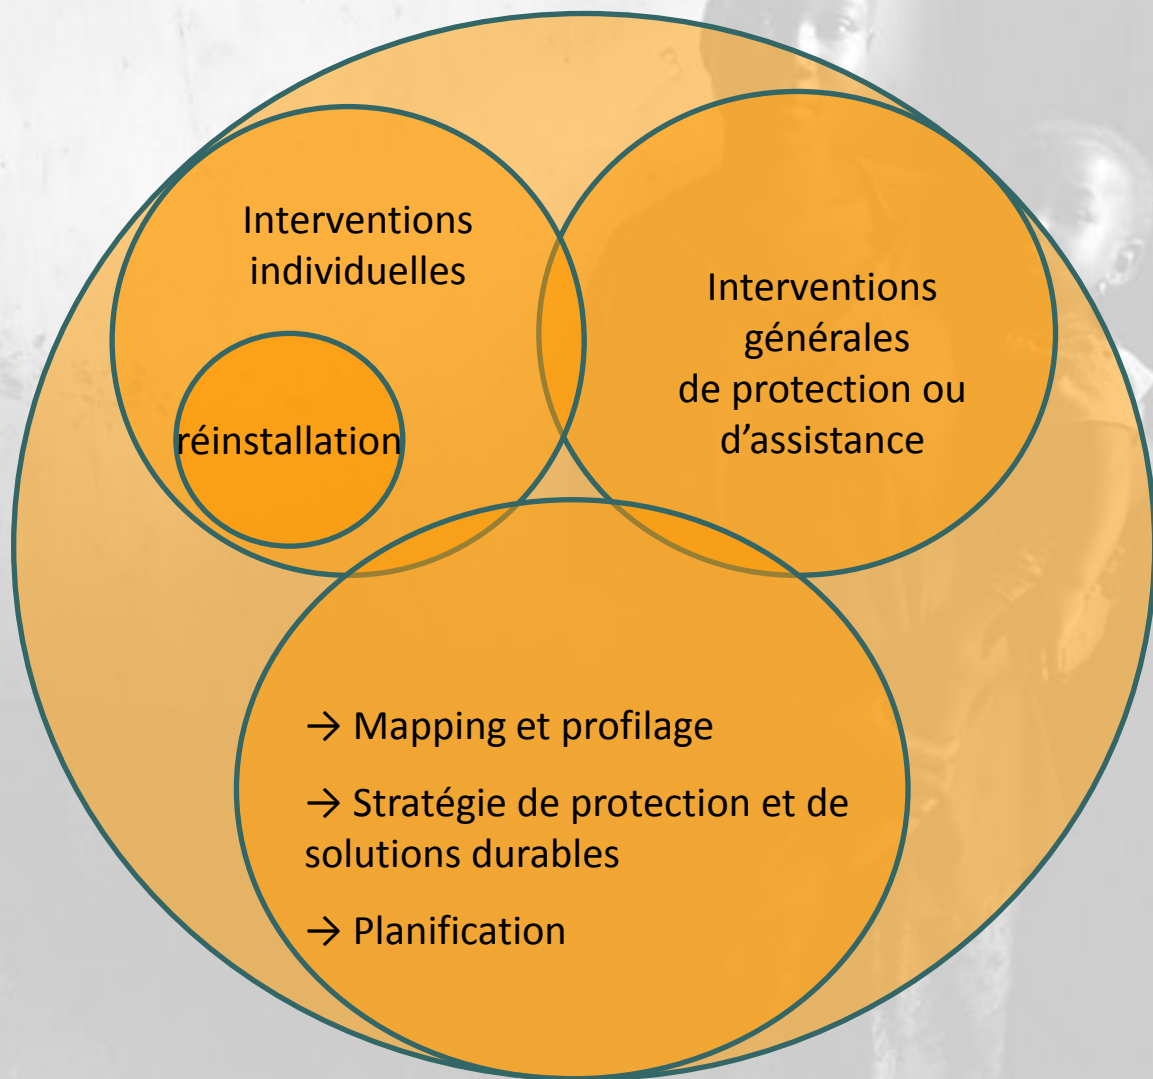 Interventions
individuelles
réinstallation
Interventions
générales
de protection ou
d’assistance
→ Mapping et profilage
→ Stratégie de protection et de
solutions durables
→ Planification